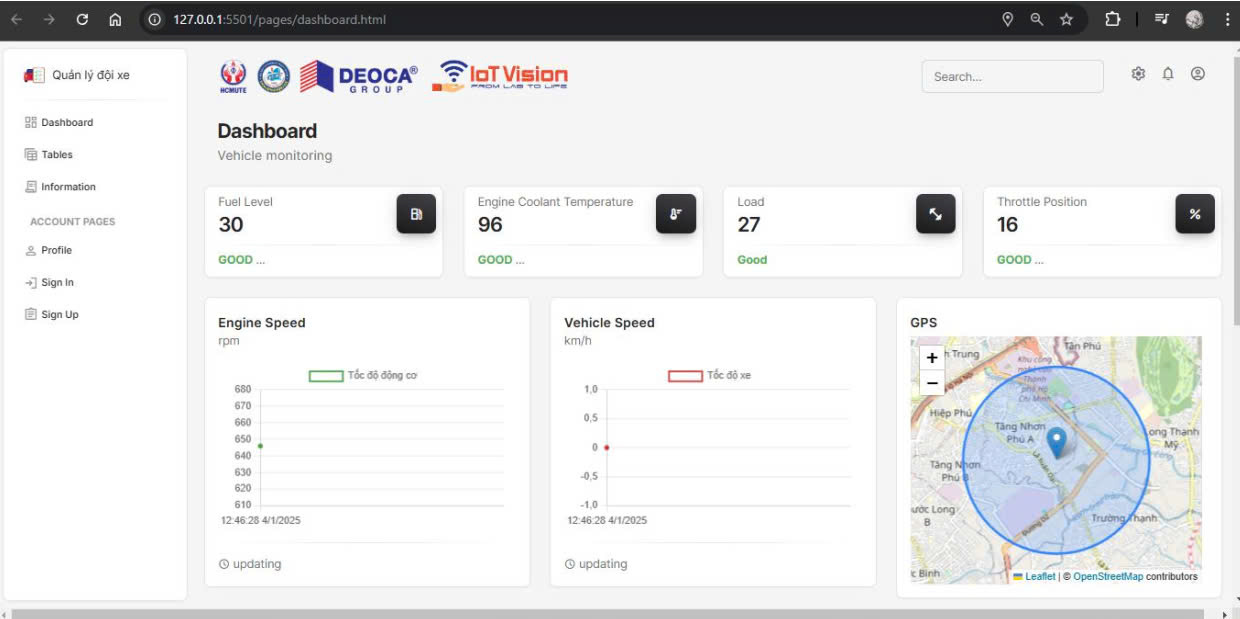 127.0.0.1:5501/pages/dashboard.html
Quản lý đội xe
Dashboard
Tables
Information
ACCOUNT PAGES
Profile
Sign In
Sign Up
HCMUTE
DEOCA®
GROUP
IoT Vision
FROM LAB TO LIFE
Search...
Dashboard
Vehicle monitoring
Fuel Level
30
GOOD ...
Engine Coolant Temperature
96
GOOD ...
Load
27
Good
Throttle Position
16
%
GOOD ...
Engine Speed
rpm
Tốc độ động cơ
680
670
660
650
640
630
620
610
12:46:28 4/1/2025
updating
Vehicle Speed
km/h
Tốc độ xe
1,0
0,5
0
-0,5
-1,0
12:46:28 4/1/2025
updating
GPS
+
−
Tân Phú
h Trung
Khu công
Thành
phố Hồ
Chí Minh
Hiệp Phú
Tăng Nhơn
Phú A
Long Thạnh
Mỹ
Tăng Nhơn
Phú B
Lê Văn Việt
ước Long
B
Trường Thạnh
c Bình
Leaflet | © OpenStreetMap contributors